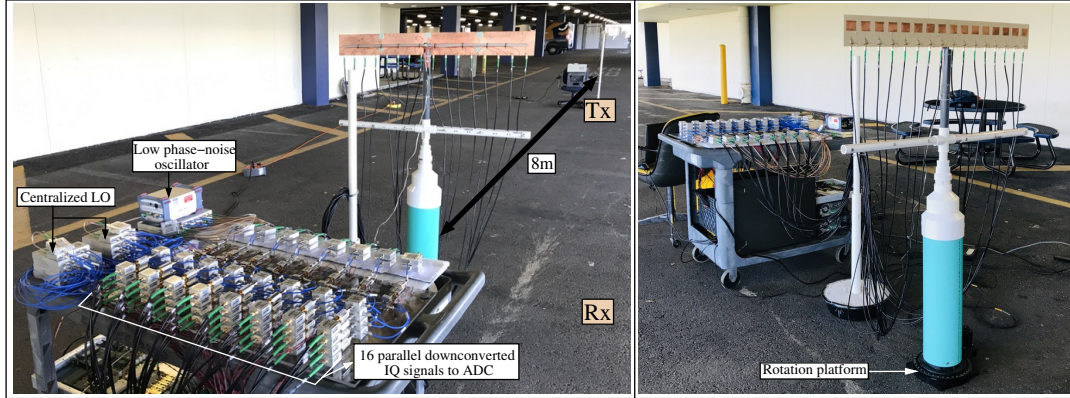 Tx
Low phase−noise
oscillator
8m
Centralized LO
Rx
16 parallel downconverted
IQ signals to ADC
Rotation platform